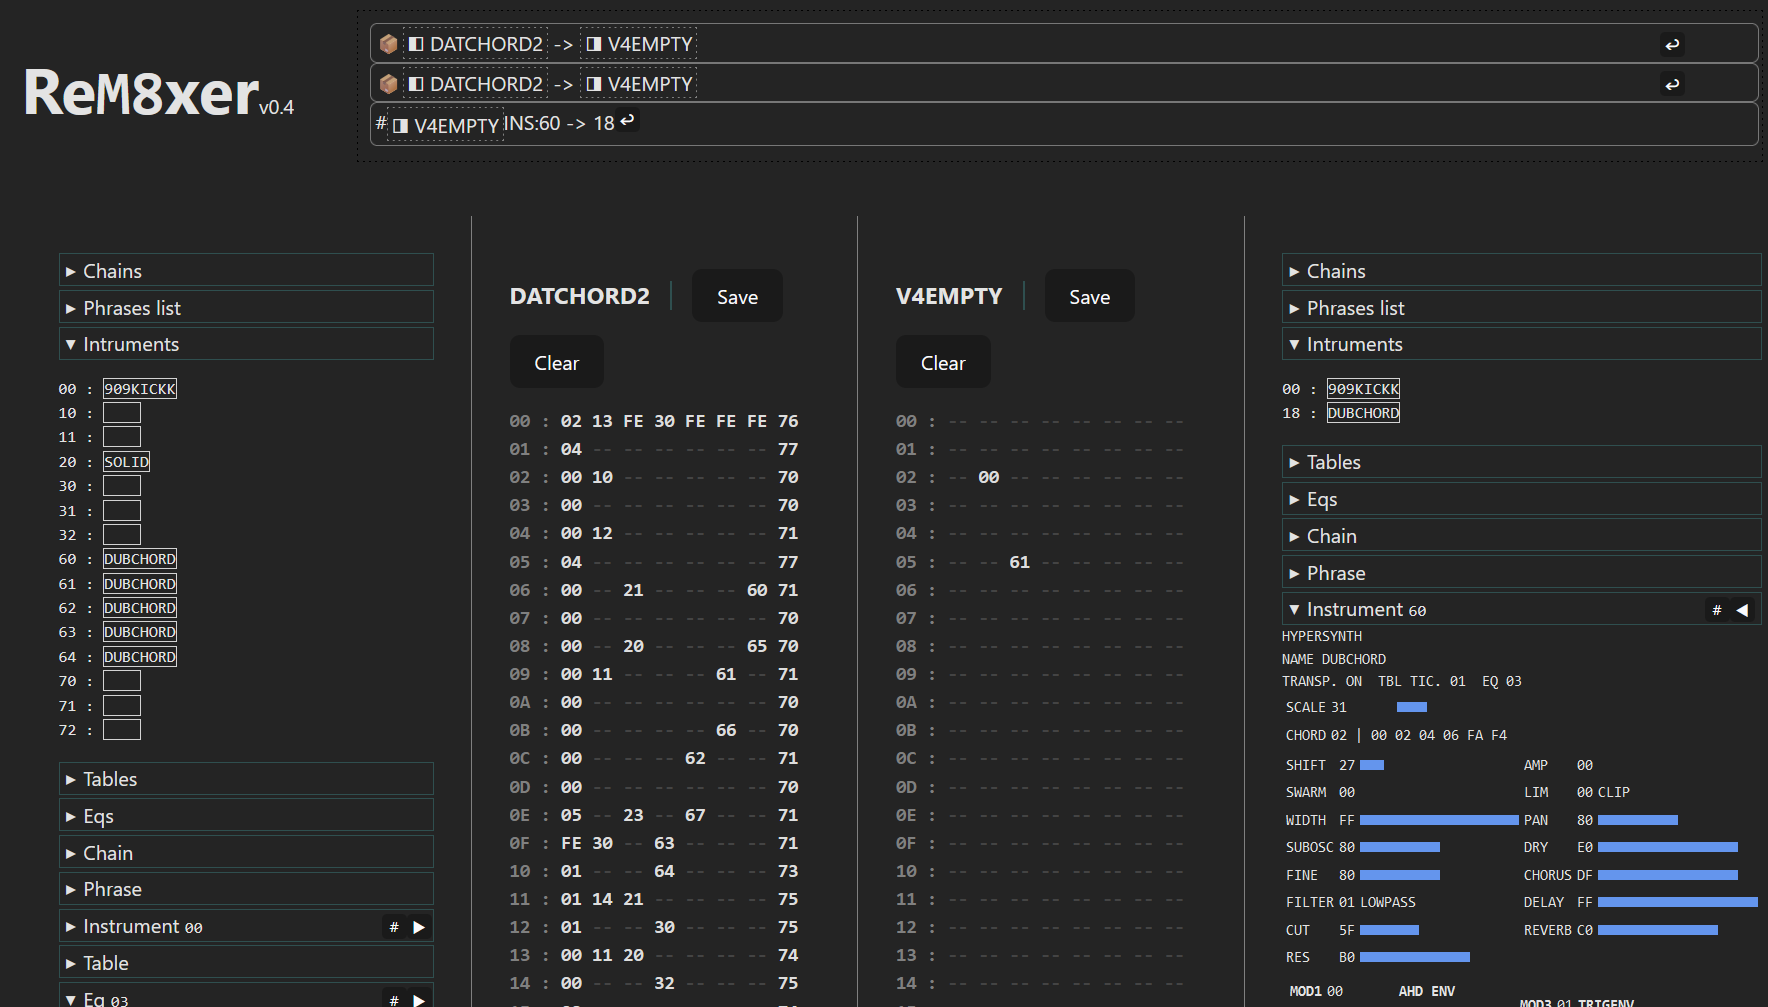 ReM8xer v0.4
DATCHORD2 -> V4EMPTY
DATCHORD2 -> V4EMPTY
# V4EMPTY INS:60 -> 18
Chains
Phrases list
Intruments
00 : 909KICKK
10 :
11 :
20 : SOLID
30 :
31 :
32 :
60 : DUBCHORD
61 : DUBCHORD
62 : DUBCHORD
63 : DUBCHORD
64 : DUBCHORD
70 :
71 :
72 :
Tables
Eqs
Chain
Phrase
Instrument 00 #
Table
Eq 03 #
DATCHORD2 Save
Clear
00 : 02 13 FE 30 FE FE FE 76
01 : 04 -- -- -- -- -- -- 77
02 : 00 10 -- -- -- -- -- 70
03 : 00 -- -- -- -- -- -- 70
04 : 00 12 -- -- -- -- -- 71
05 : 04 -- -- -- -- -- -- 77
06 : 00 -- 21 -- -- -- 60 71
07 : 00 -- -- -- -- -- -- 70
08 : 00 -- 20 -- -- -- 65 70
09 : 00 11 -- -- -- 61 -- 71
0A : 00 -- -- -- -- -- -- 70
0B : 00 -- -- -- -- 66 -- 70
0C : 00 -- -- -- 62 -- -- 71
0D : 00 -- -- -- -- -- -- 70
0E : 05 -- 23 -- 67 -- -- 71
0F : FE 30 -- 63 -- -- -- 71
10 : 01 -- -- 64 -- -- -- 73
11 : 01 14 21 -- -- -- -- 75
12 : 01 -- -- 30 -- -- -- 75
13 : 00 11 20 -- -- -- -- 74
14 : 00 -- -- 32 -- -- -- 75
V4EMPTY Save
Clear
00 : -- -- -- -- -- -- -- --
01 : -- -- -- -- -- -- -- --
02 : -- 00 -- -- -- -- -- --
03 : -- -- -- -- -- -- -- --
04 : -- -- -- -- -- -- -- --
05 : -- -- 61 -- -- -- -- --
06 : -- -- -- -- -- -- -- --
07 : -- -- -- -- -- -- -- --
08 : -- -- -- -- -- -- -- --
09 : -- -- -- -- -- -- -- --
0A : -- -- -- -- -- -- -- --
0B : -- -- -- -- -- -- -- --
0C : -- -- -- -- -- -- -- --
0D : -- -- -- -- -- -- -- --
0E : -- -- -- -- -- -- -- --
0F : -- -- -- -- -- -- -- --
10 : -- -- -- -- -- -- -- --
11 : -- -- -- -- -- -- -- --
12 : -- -- -- -- -- -- -- --
13 : -- -- -- -- -- -- -- --
14 : -- -- -- -- -- -- -- --
Chains
Phrases list
Intruments
00 : 909KICKK
18 : DUBCHORD
Tables
Eqs
Chain
Phrase
Instrument 60 #
HYPERSYNTH
NAME DUBCHORD
TRANSP. ON TBL TIC. 01 EQ 03
SCALE 31
CHORD 02 | 00 02 04 06 FA F4
SHIFT 27 AMP 00
SWARM 00 LIM 00 CLIP
WIDTH FF PAN 80
SUBOSC 80 DRY E0
FINE 80 CHORUS DF
FILTER 01 LOWPASS DELAY FF
CUT 5F REVERB C0
RES B0
MOD1 00 AHD ENV
MOD3 01 TRIGENV